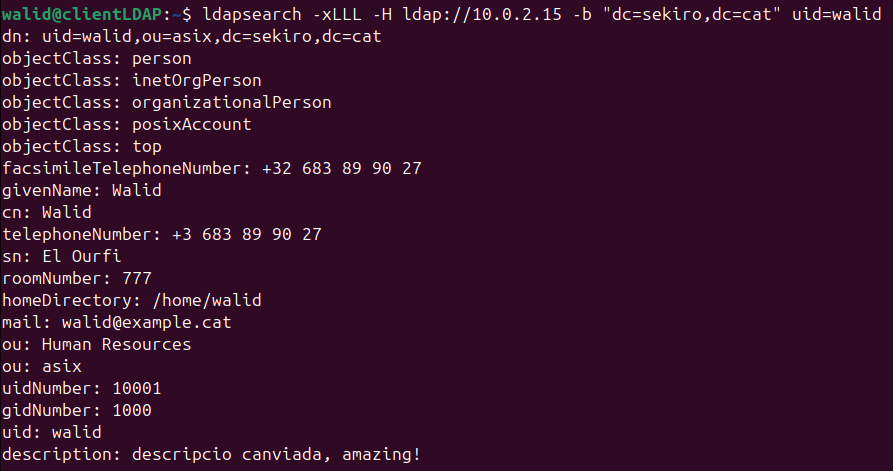 walid@clientLDAP:~$ ldapsearch -xLLL -H ldap://10.0.2.15 -b "dc=sekiro,dc=cat" uid=walid
dn: uid=walid,ou=asix,dc=sekiro,dc=cat
objectClass: person
objectClass: inetOrgPerson
objectClass: organizationalPerson
objectClass: posixAccount
objectClass: top
facsimileTelephoneNumber: +32 683 89 90 27
givenName: Walid
cn: Walid
telephoneNumber: +3 683 89 90 27
sn: El Ourfi
roomNumber: 777
homeDirectory: /home/walid
mail: walid@example.cat
ou: Human Resources
ou: asix
uidNumber: 10001
gidNumber: 1000
uid: walid
description: descripcio canviada, amazing!